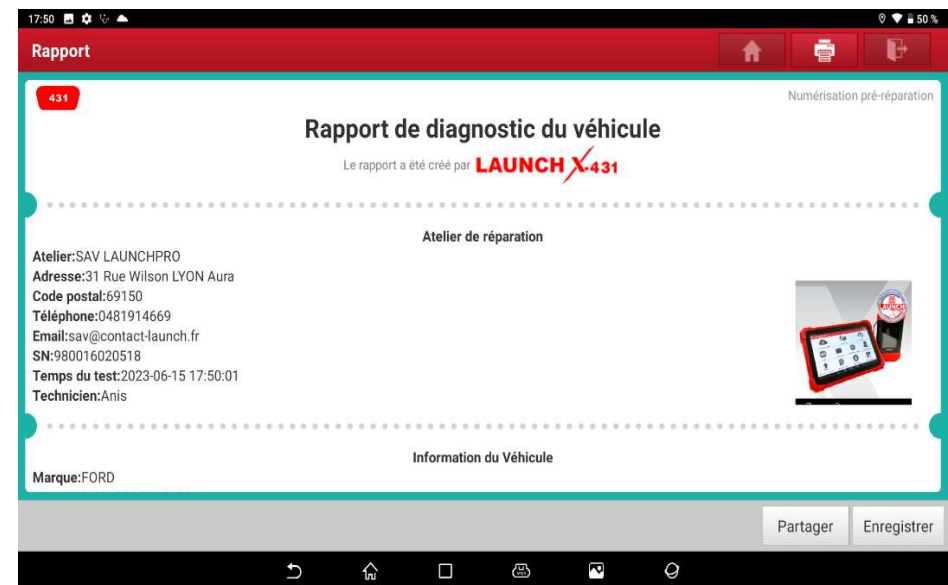 17:50
50 %
Rapport
431
Numérisation pré-réparation
Rapport de diagnostic du véhicule
Le rapport a été créé par LAUNCH X-431
Atelier de réparation
Atelier:SAV LAUNCHPRO
Adresse:31 Rue Wilson LYON Aura
Code postal:69150
Téléphone:0481914669
Email:sav@contact-launch.fr
SN:980016020518
Temps du test:2023-06-15 17:50:01
Technicien:Anis
LAUNCH
Information du Véhicule
Marque:FORD
Partager
Enregistrer